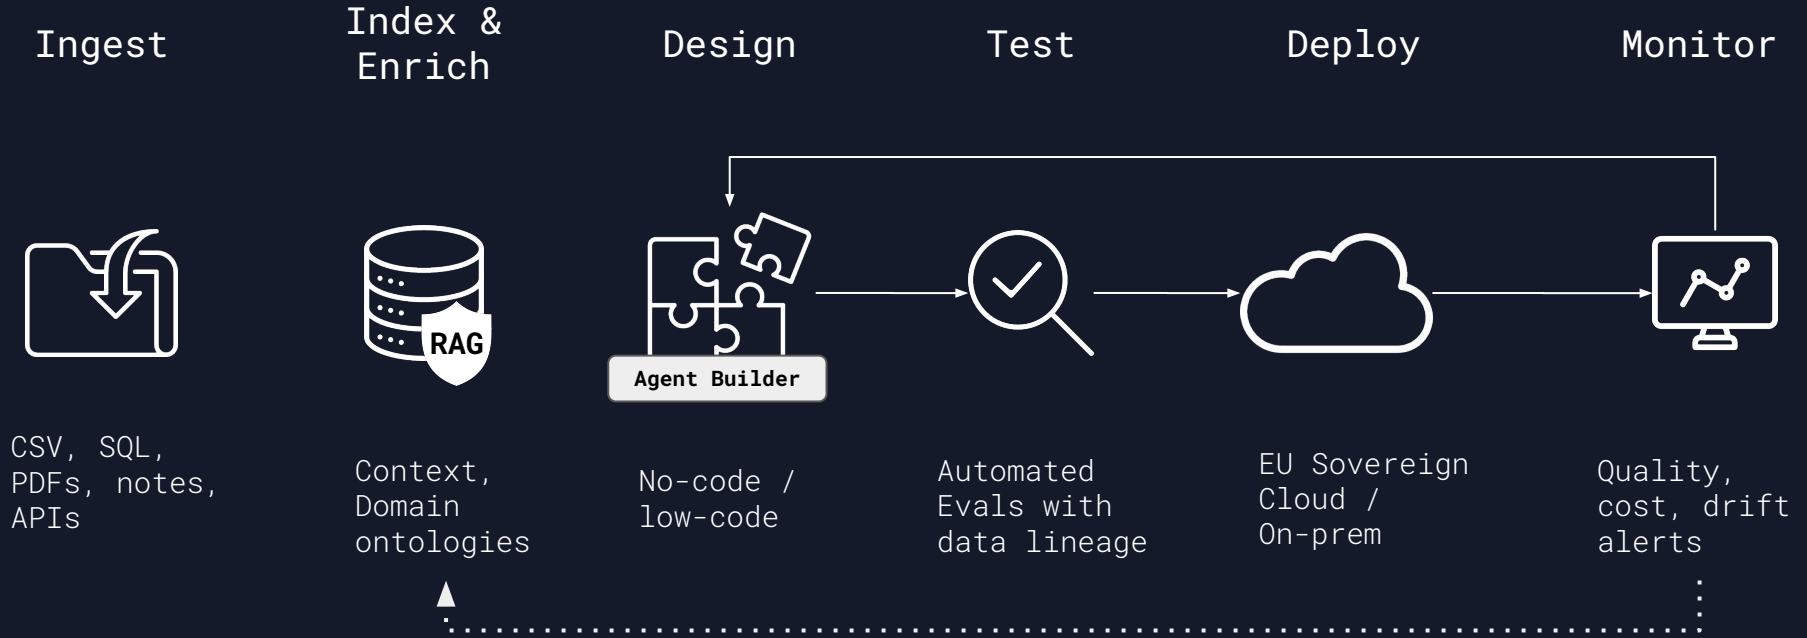 Ingest
Index &
Enrich
Design
Test
Deploy
Monitor
RAG
Agent Builder
CSV, SQL,
PDFs, notes,
APIs
Context,
Domain
ontologies
No-code /
low-code
Automated
Evals with
data lineage
EU Sovereign
Cloud /
On-prem
Quality,
cost, drift
alerts